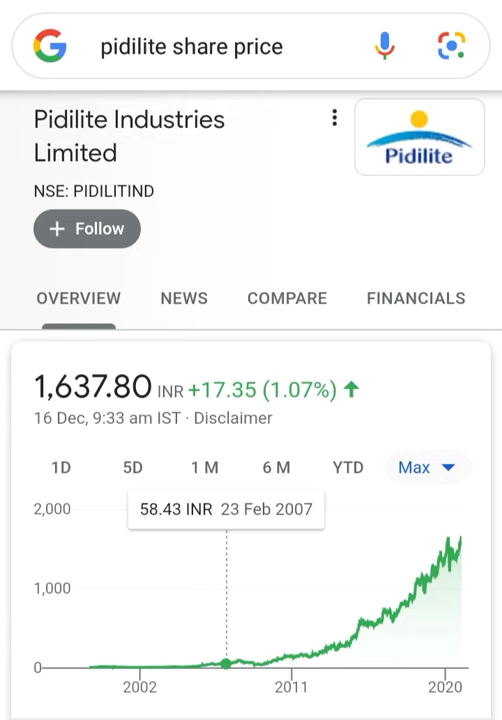 pidilite share price
Pidilite Industries
Limited
Pidilite
NSE: PIDILITIND
+ Follow
OVERVIEW NEWS COMPARE FINANCIALS
1,637.80 INR +17.35 (1.07%) ↑
16 Dec, 9:33 am IST · Disclaimer
1D 5D 1 M 6 M YTD Max
58.43 INR 23 Feb 2007
2,000
1,000
0
2002 2011 2020